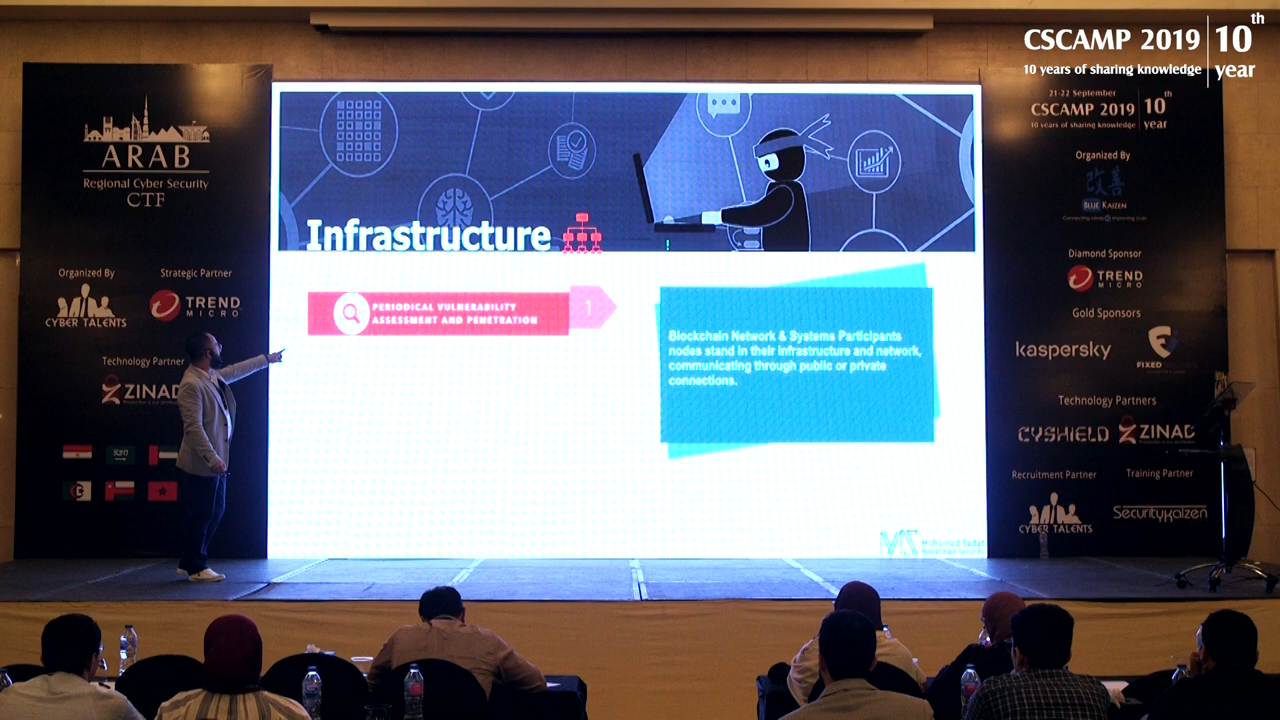 CSCAMP 2019 10th year
10 years of sharing knowledge
ARAB
Regional Cyber Security
CTF
Organized By
CYBER TALENTS
Strategic Partner
TREND
MICRO
Technology Partner
ZINAD
Infrastructure
PERIODICAL VULNERABILITY
ASSESSMENT AND PENETRATION
1
Blockchain Network & Systems Participants
nodes stand in their infrastructure and network,
communicating through public or private
connections.
21-22 September
CSCAMP 2019 10th year
10 years of sharing knowledge
Organized By
改善
BLUE KAIZEN
Diamond Sponsor
TREND
MICRO
Gold Sponsors
kaspersky
FIXED
Technology Partners
CYSHIELD
ZINAD
Recruitment Partner
CYBER TALENTS
Training Partner
Securitykaizen